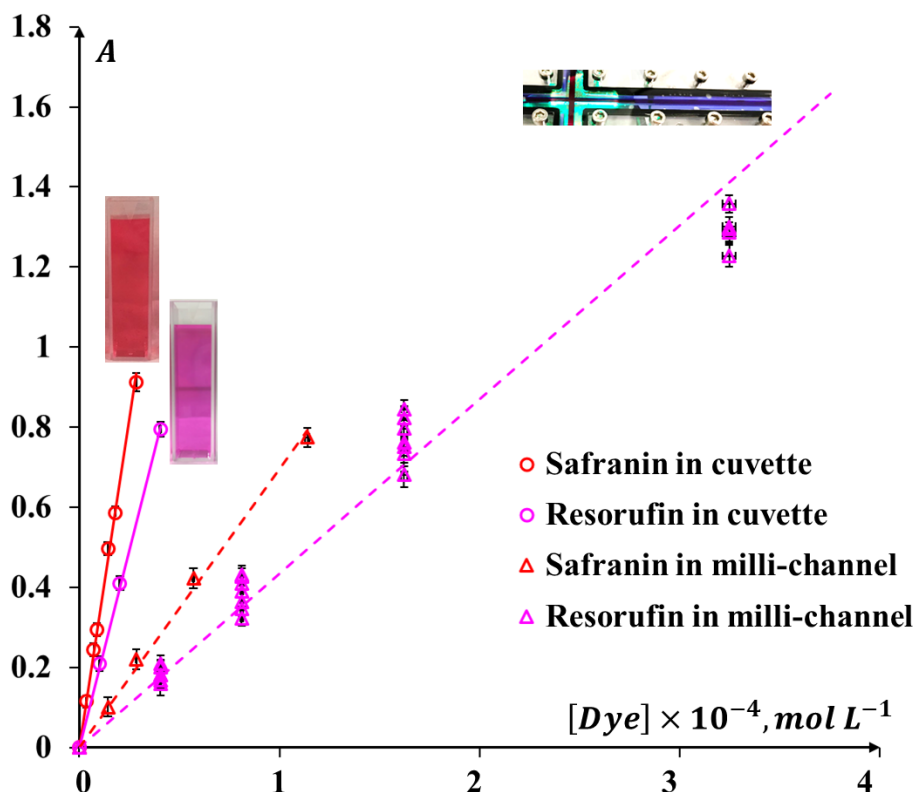 1.8
A
1.6
1.4
1.2
1
0.8
0.6
0.4
0.2
0
Safranin in cuvette
Resorufin in cuvette
Safranin in milli-channel
Resorufin in milli-channel
[Dye] × 10⁻⁴, mol L⁻¹
0 1 2 3 4